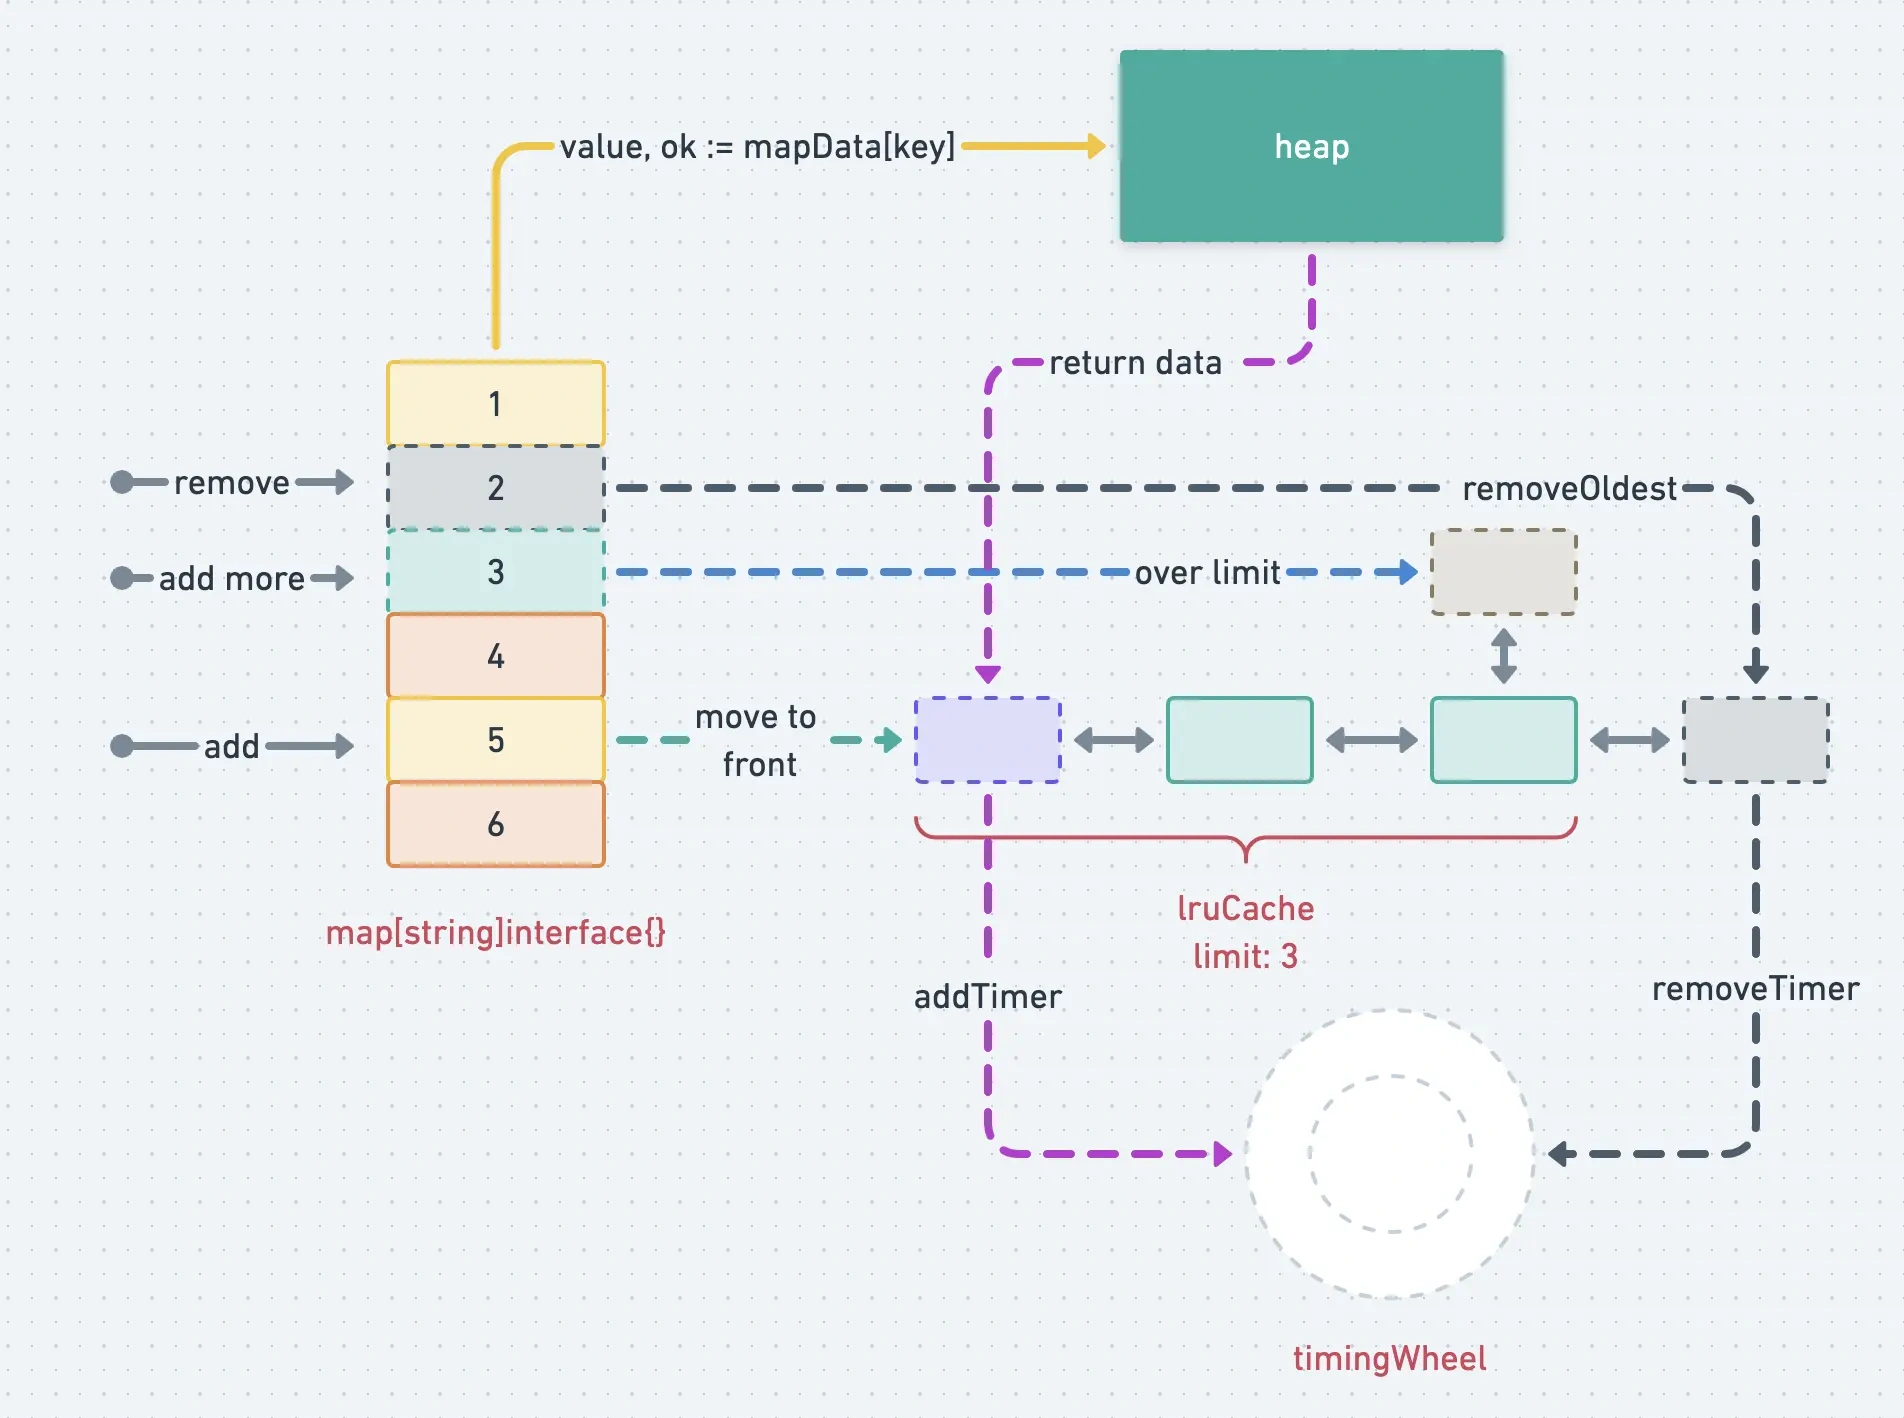 value, ok := mapData[key]
heap
return data
1
remove
2
removeOldest
add more
3
over limit
4
add
5
move to
front
6
map[string]interface{}
lruCache
limit: 3
addTimer
removeTimer
timingWheel